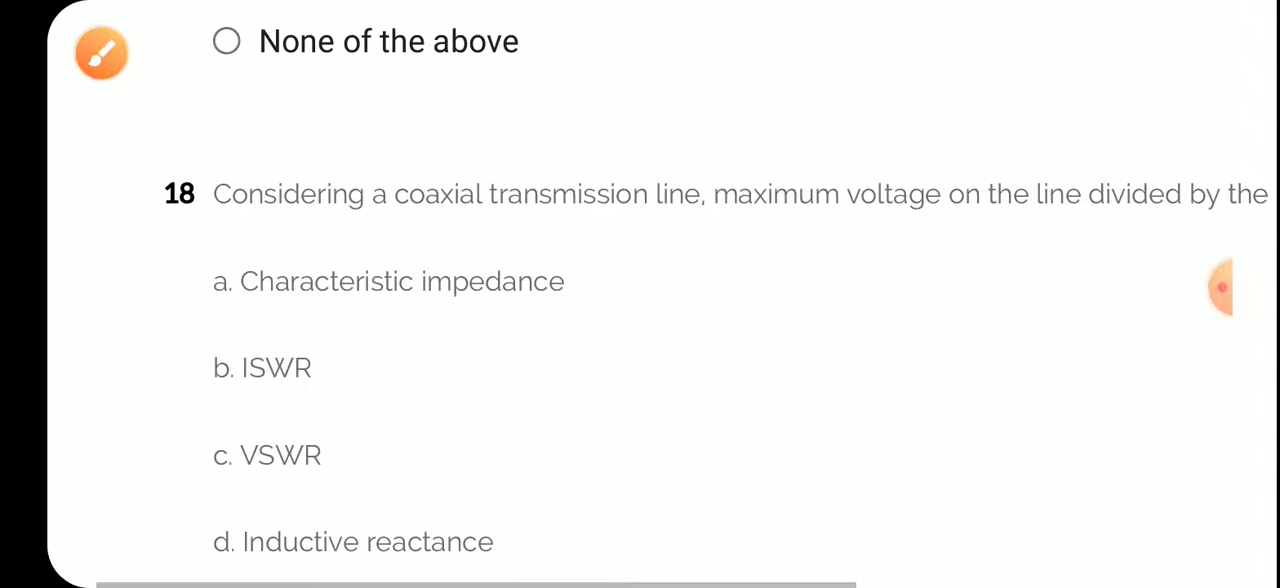 None of the above
18 Considering a coaxial transmission line, maximum voltage on the line divided by the
a. Characteristic impedance
b. ISWR
c. VSWR
d. Inductive reactance